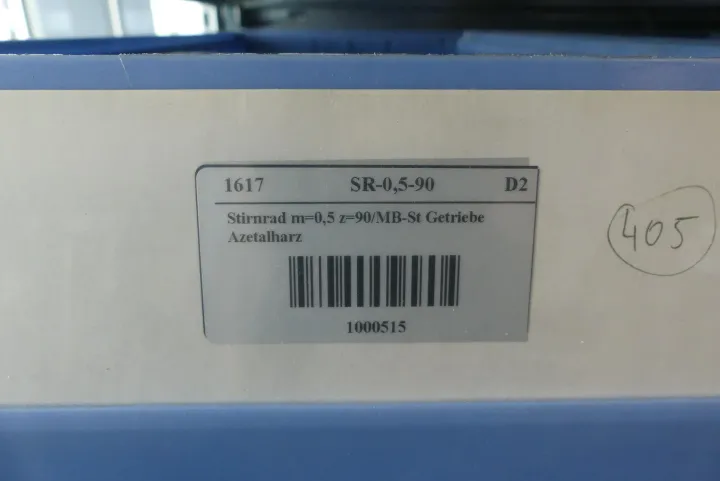 1617 SR-0,5-90 D2
Stirnrad m=0,5 z=90/MB-St Getriebe
Azetalharz
1000515
405